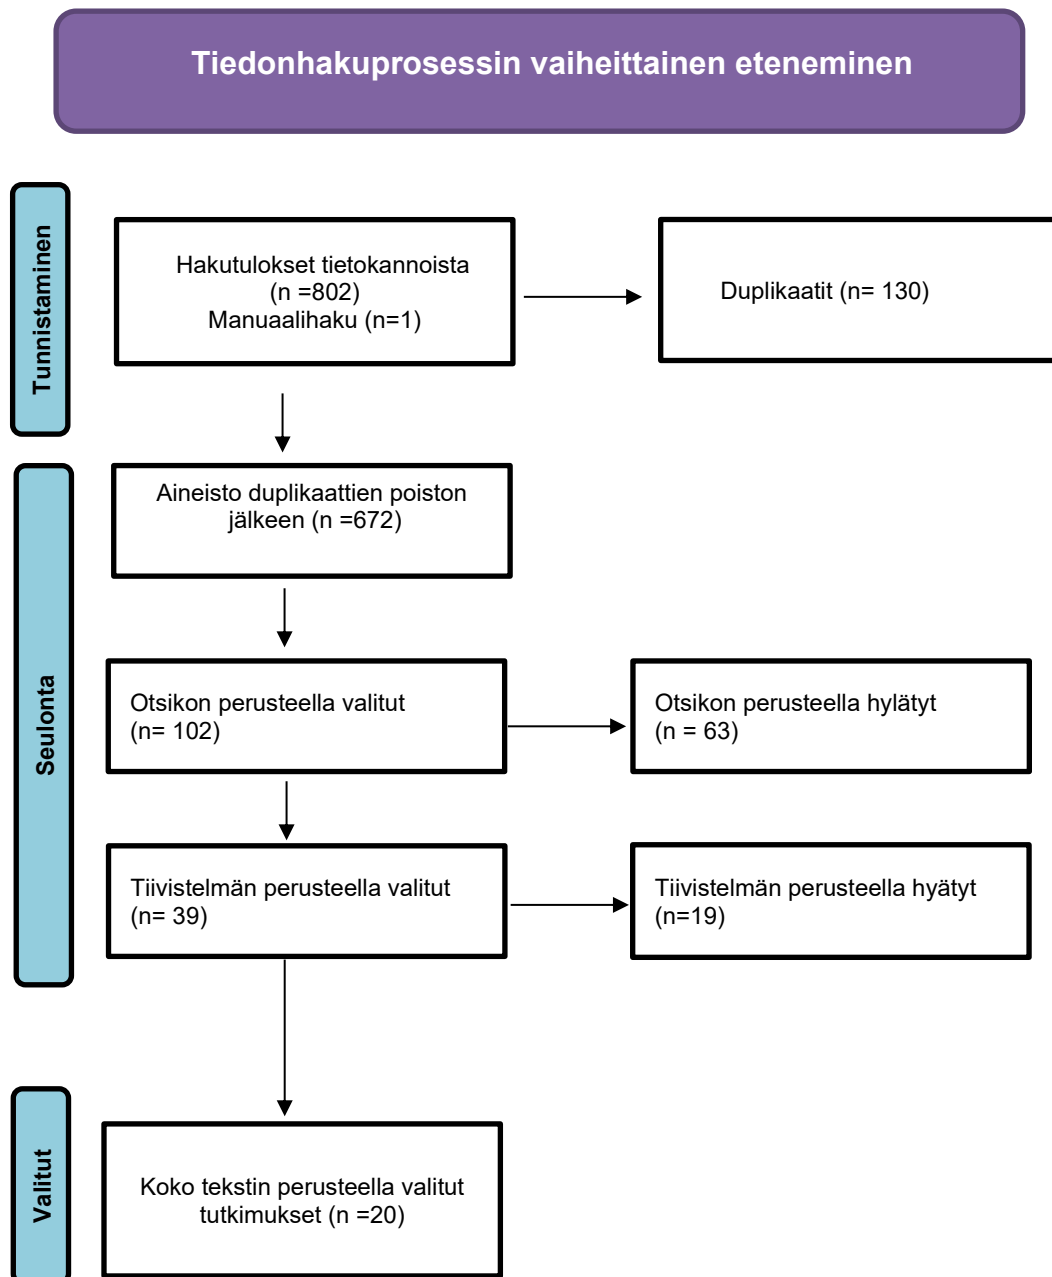 Tiedonhakuprosessin vaiheittainen eteneminen
Tunnistaminen
Hakutulokset tietokannoista
(n =802)
Manuaalihaku (n=1)
Duplikaatit (n= 130)
Seulonta
Aineisto duplikaattien poiston
jälkeen (n =672)
Otsikon perusteella valitut
(n= 102)
Otsikon perusteella hylätyt
(n = 63)
Tiivistelmän perusteella valitut
(n= 39)
Tiivistelmän perusteella hyätyt
(n=19)
Valitut
Koko tekstin perusteella valitut
tutkimukset (n =20)